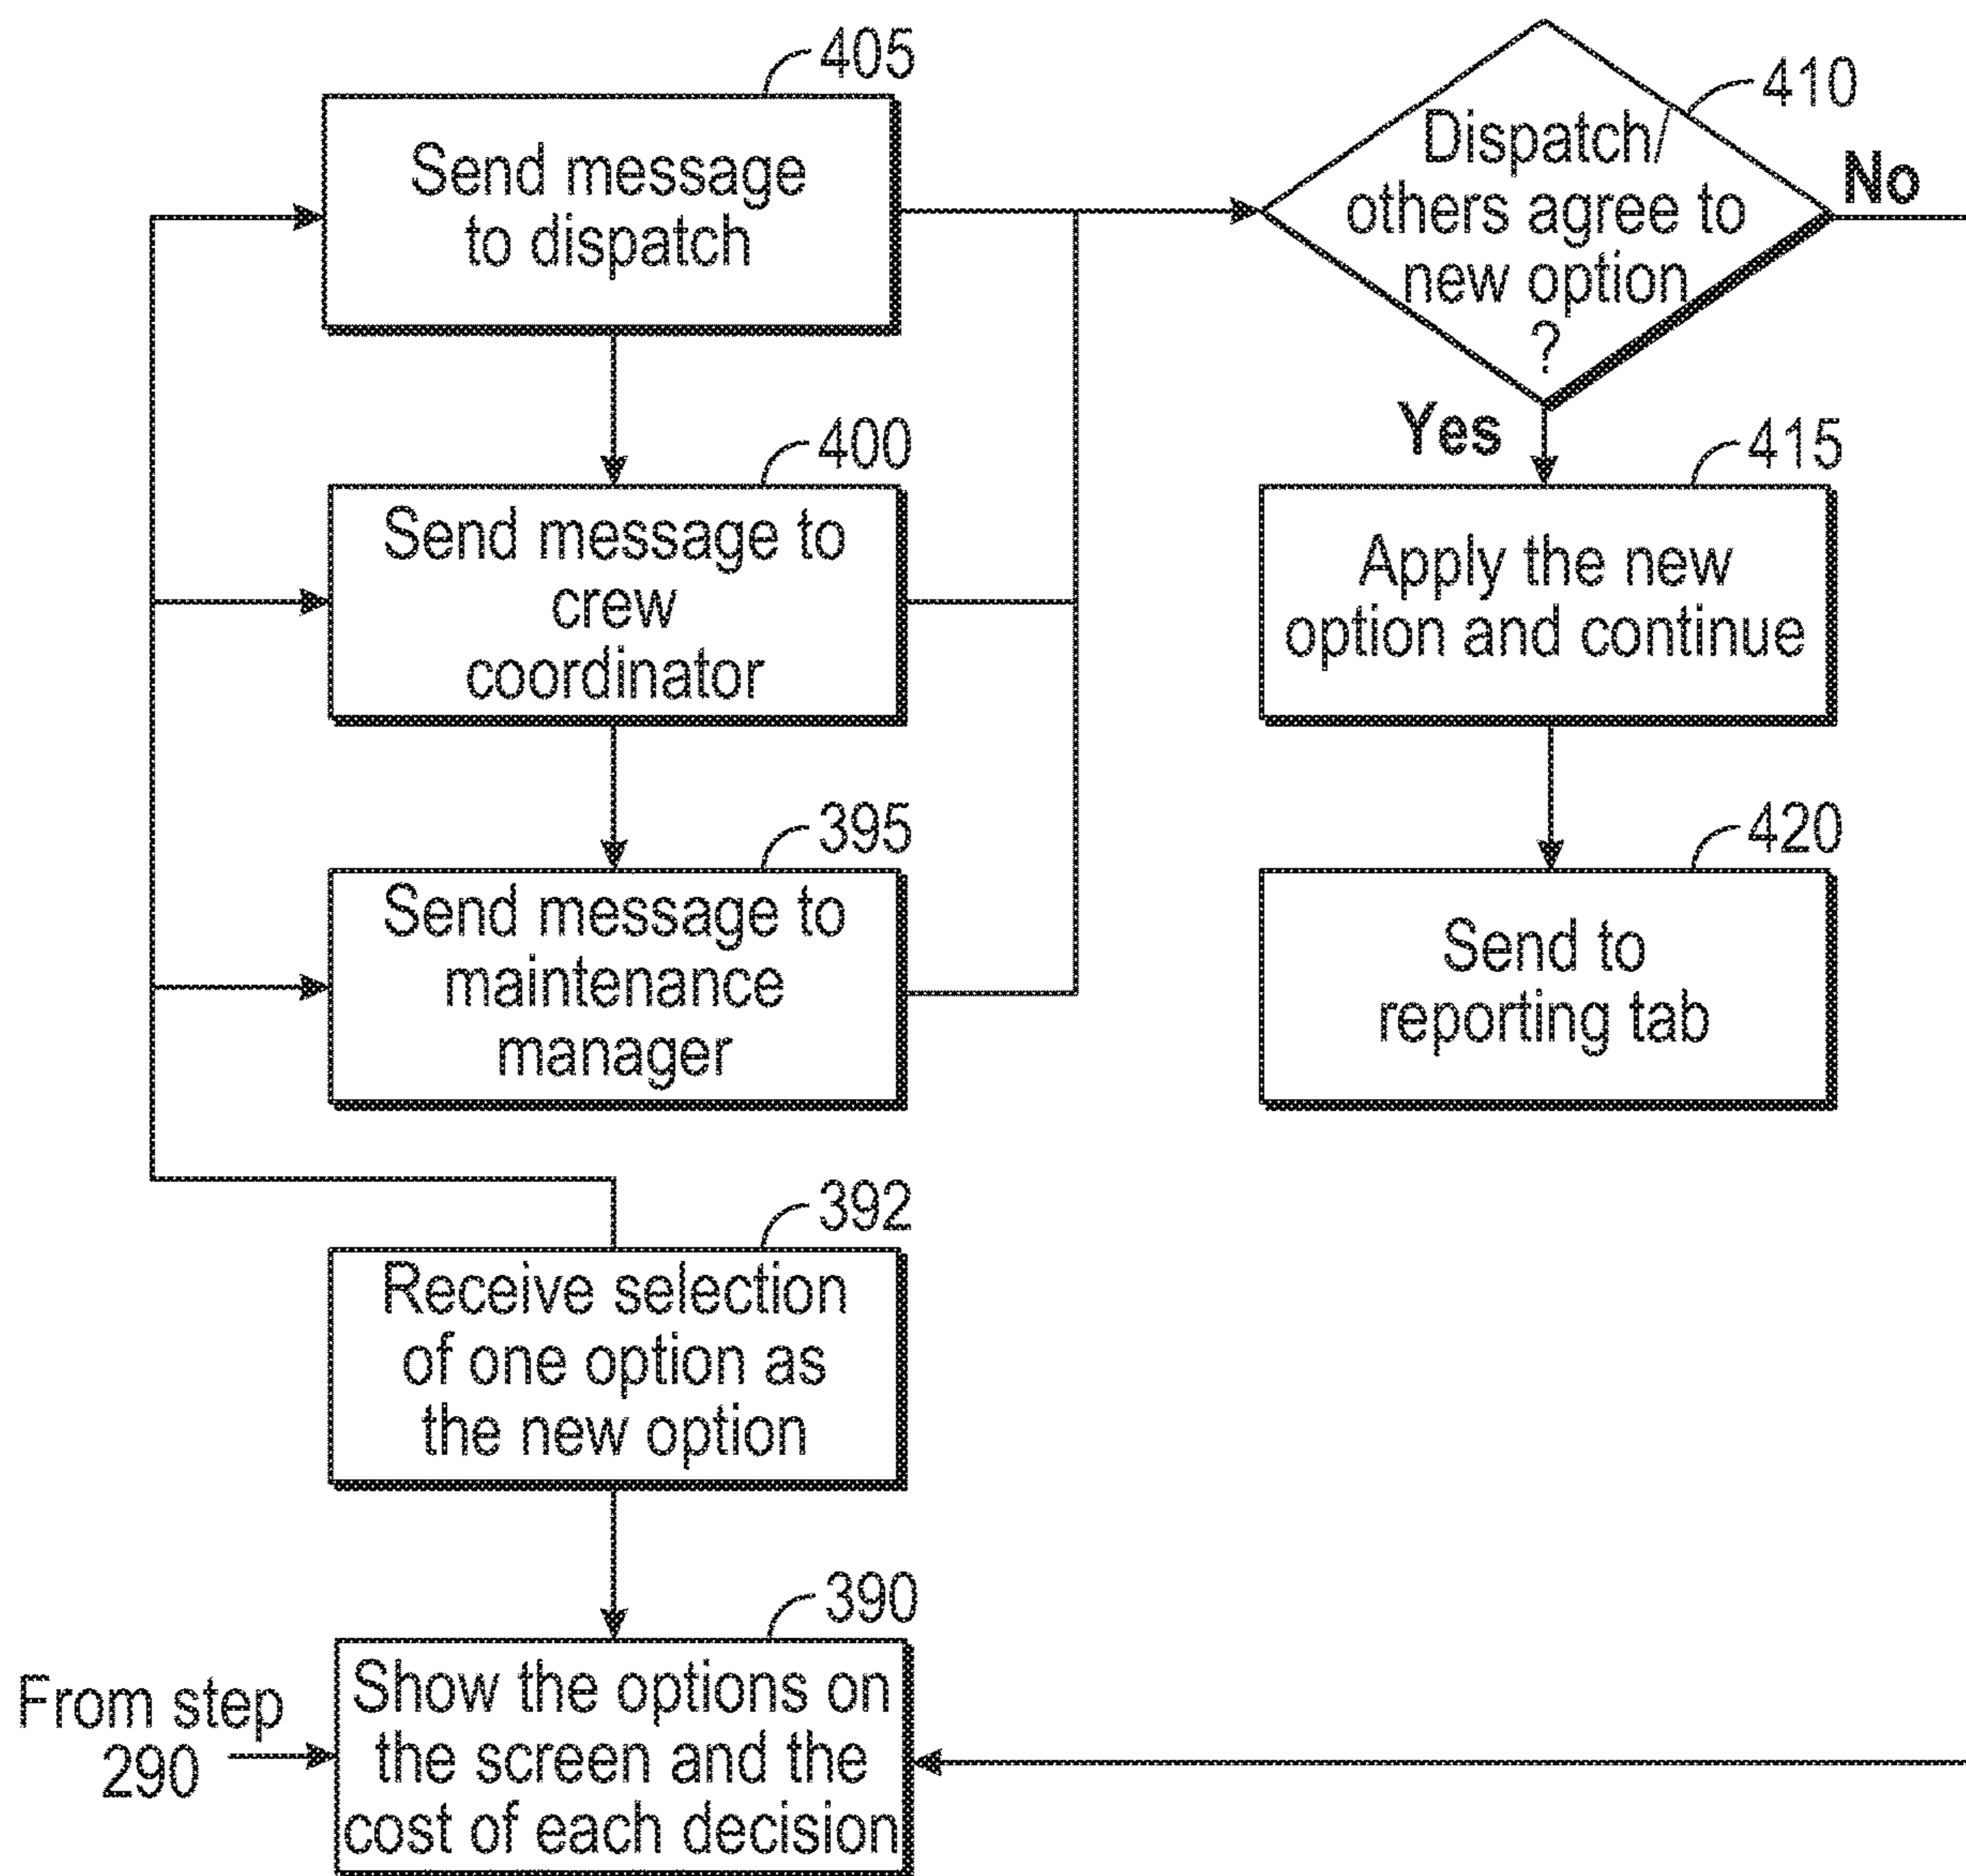 405
Send message
to dispatch
410
Dispatch/
others agree to
new option
?
No
Yes
400
Send message to
crew
coordinator
415
Apply the new
option and continue
395
Send message to
maintenance
manager
420
Send to
reporting tab
392
Receive selection
of one option as
the new option
390
From step
290
Show the options on
the screen and the
cost of each decision